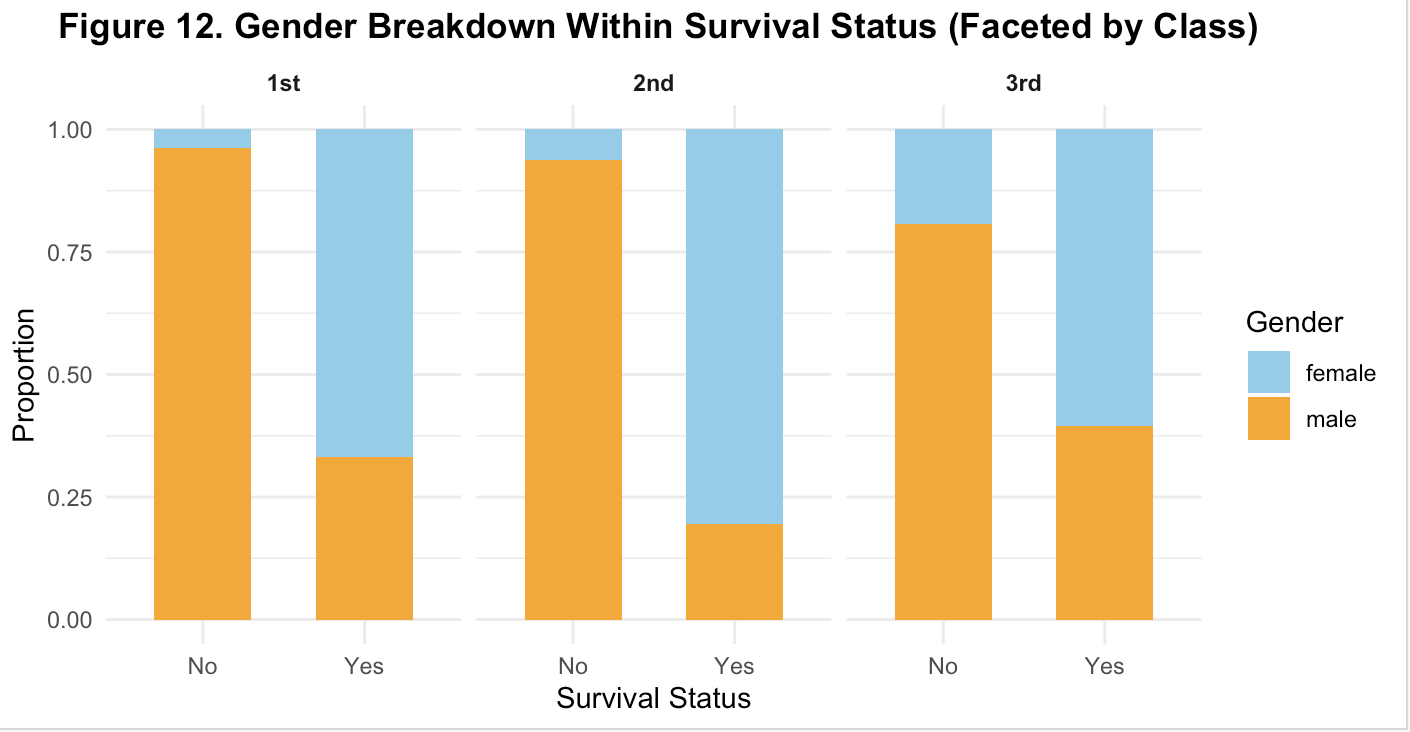 Figure 12. Gender Breakdown Within Survival Status (Faceted by Class)
1st 2nd 3rd
1.00
0.75
0.50
0.25
0.00
Proportion
No Yes No Yes No Yes
Survival Status
Gender
female
male